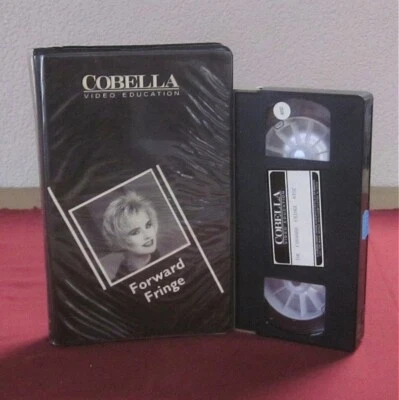 COBELLA
VIDEO EDUCATION
Forward
Fringe
COBELLA